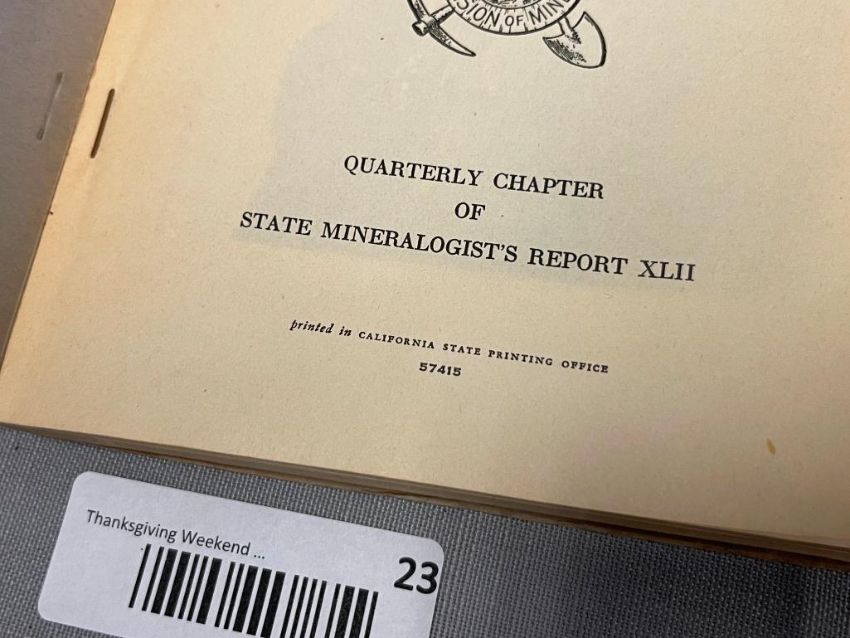 SION OF MIN
QUARTERLY CHAPTER
OF
STATE MINERALOGIST'S REPORT XLII
printed in CALIFORNIA STATE PRINTING OFFICE
57415
Thanksgiving Weekend ...
23